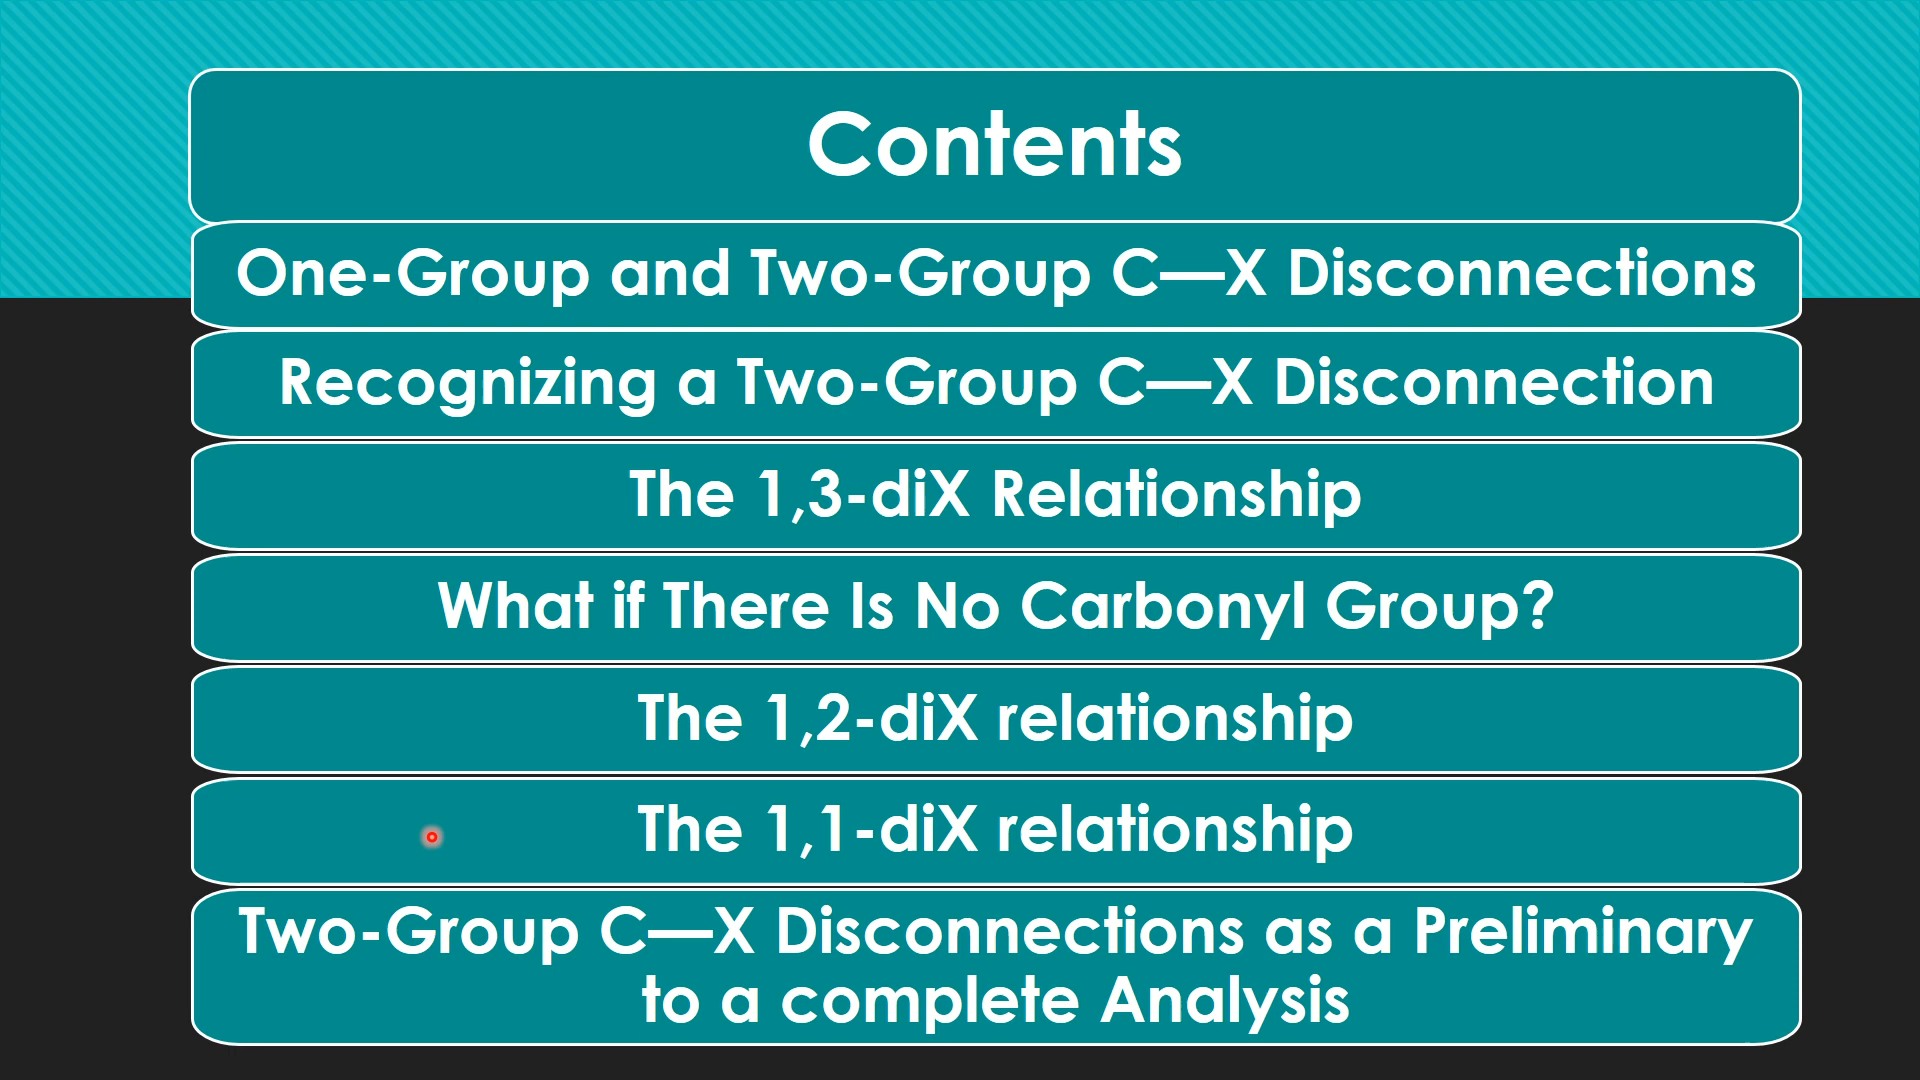 Contents
One-Group and Two-Group C—X Disconnections
Recognizing a Two-Group C—X Disconnection
The 1,3-diX Relationship
What if There Is No Carbonyl Group?
The 1,2-diX relationship
The 1,1-diX relationship
Two-Group C—X Disconnections as a Preliminary
to a complete Analysis